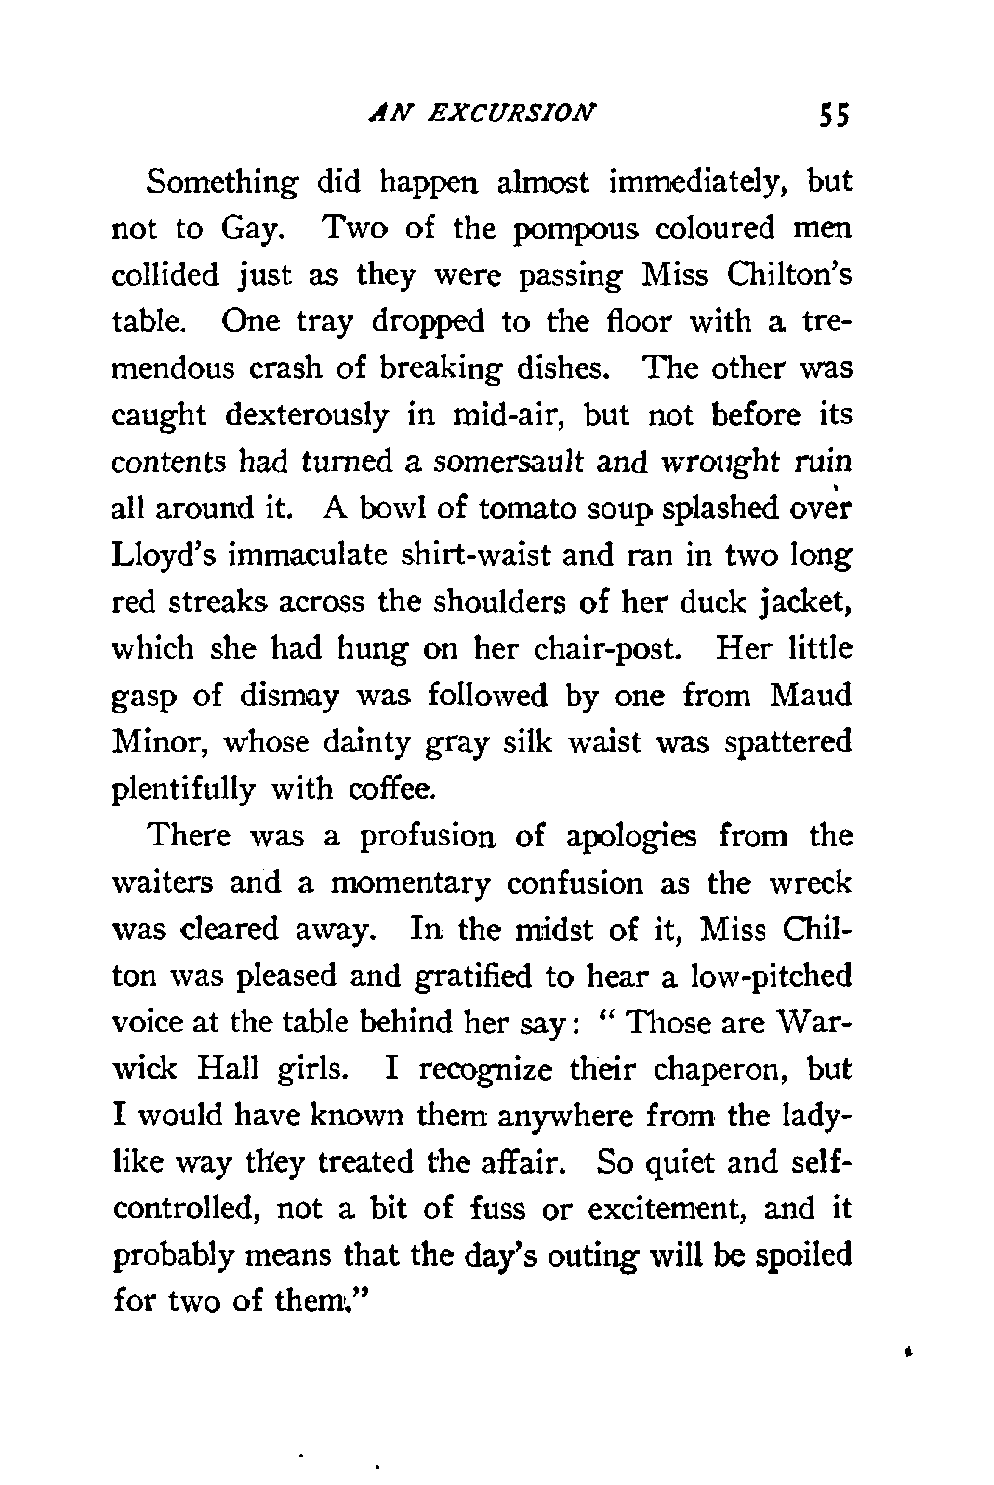 AN EXCURSION 55
Something did happen almost immediately, but
not to Gay. Two of the pompous coloured men
collided just as they were passing Miss Chilton's
table. One tray dropped to the floor with a tre-
mendous crash of breaking dishes. The other was
caught dexterously in mid-air, but not before its
contents had turned a somersault and wrought ruin
all around it. A bowl of tomato soup splashed over
Lloyd's immaculate shirt-waist and ran in two long
red streaks across the shoulders of her duck jacket,
which she had hung on her chair-post. Her little
gasp of dismay was followed by one from Maud
Minor, whose dainty gray silk waist was spattered
plentifully with coffee.
There was a profusion of apologies from the
waiters and a momentary confusion as the wreck
was cleared away. In the midst of it, Miss Chil-
ton was pleased and gratified to hear a low-pitched
voice at the table behind her say: " Those are War-
wick Hall girls. I recognize their chaperon, but
I would have known them anywhere from the lady-
like way they treated the affair. So quiet and self-
controlled, not a bit of fuss or excitement, and it
probably means that the day's outing will be spoiled
for two of them."